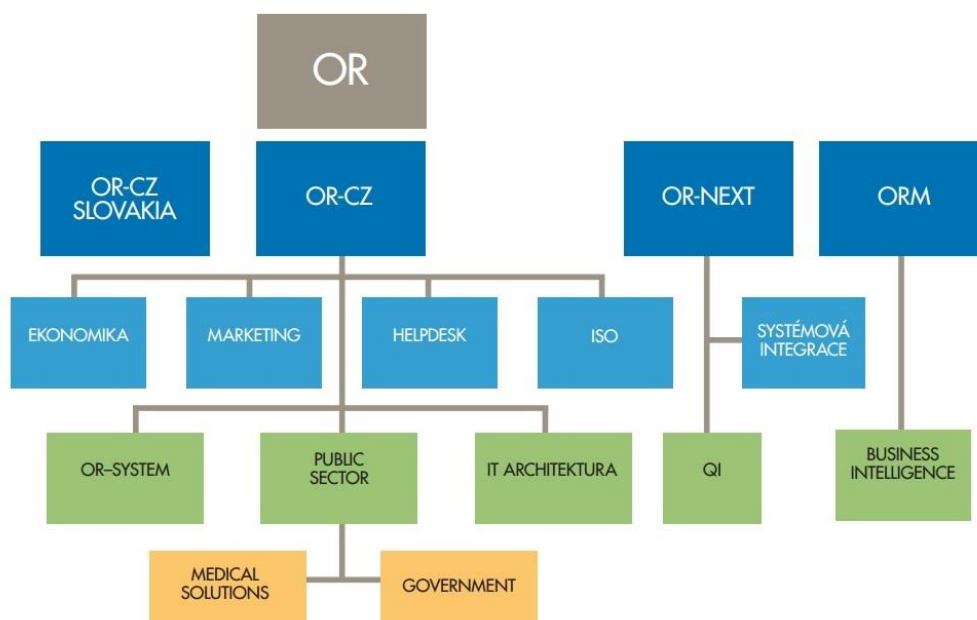 OR
OR-CZ
SLOVAKIA
OR-CZ
OR-NEXT
ORM
EKONOMIKA
MARKETING
HELPDESK
ISO
SYSTÉMOVÁ
INTEGRACE
OR–SYSTEM
PUBLIC
SECTOR
IT ARCHITEKTURA
QI
BUSINESS
INTELLIGENCE
MEDICAL
SOLUTIONS
GOVERNMENT